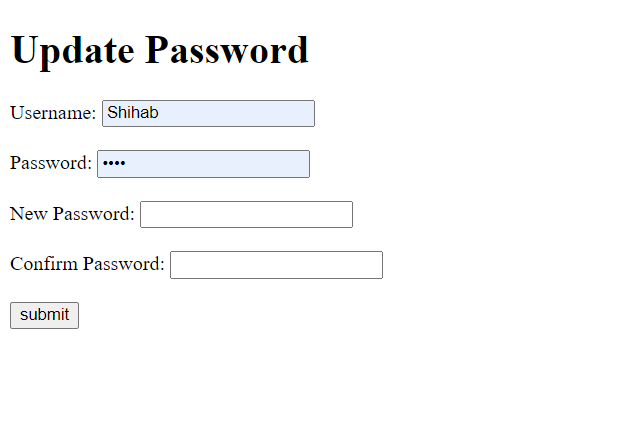 Update Password
Username: Shihab
Password: ••••
New Password:
Confirm Password:
submit